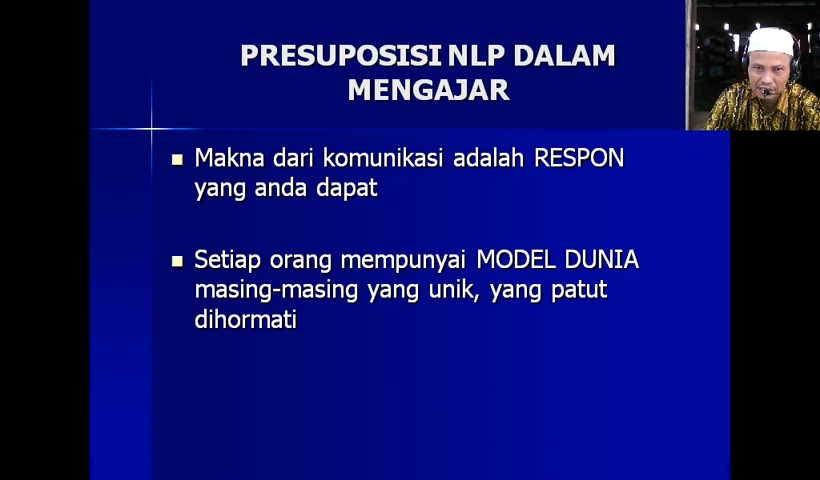 PRESUPOSISI NLP DALAM
MENGAJAR
Makna dari komunikasi adalah RESPON
yang anda dapat
Setiap orang mempunyai MODEL DUNIA
masing-masing yang unik, yang patut
dihormati